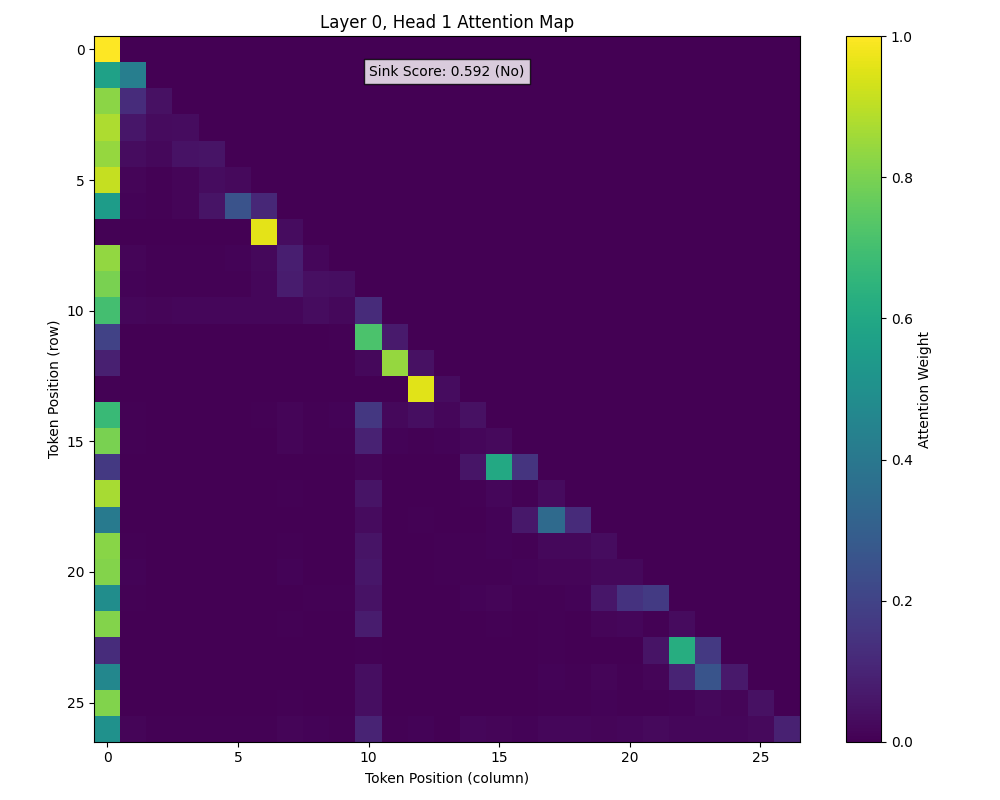 Layer 0, Head 1 Attention Map
Sink Score: 0.592 (No)
Token Position (row)
0
5
10
15
20
25
0 5 10 15 20 25
Token Position (column)
1.0
0.8
0.6
0.4
0.2
0.0
Attention Weight